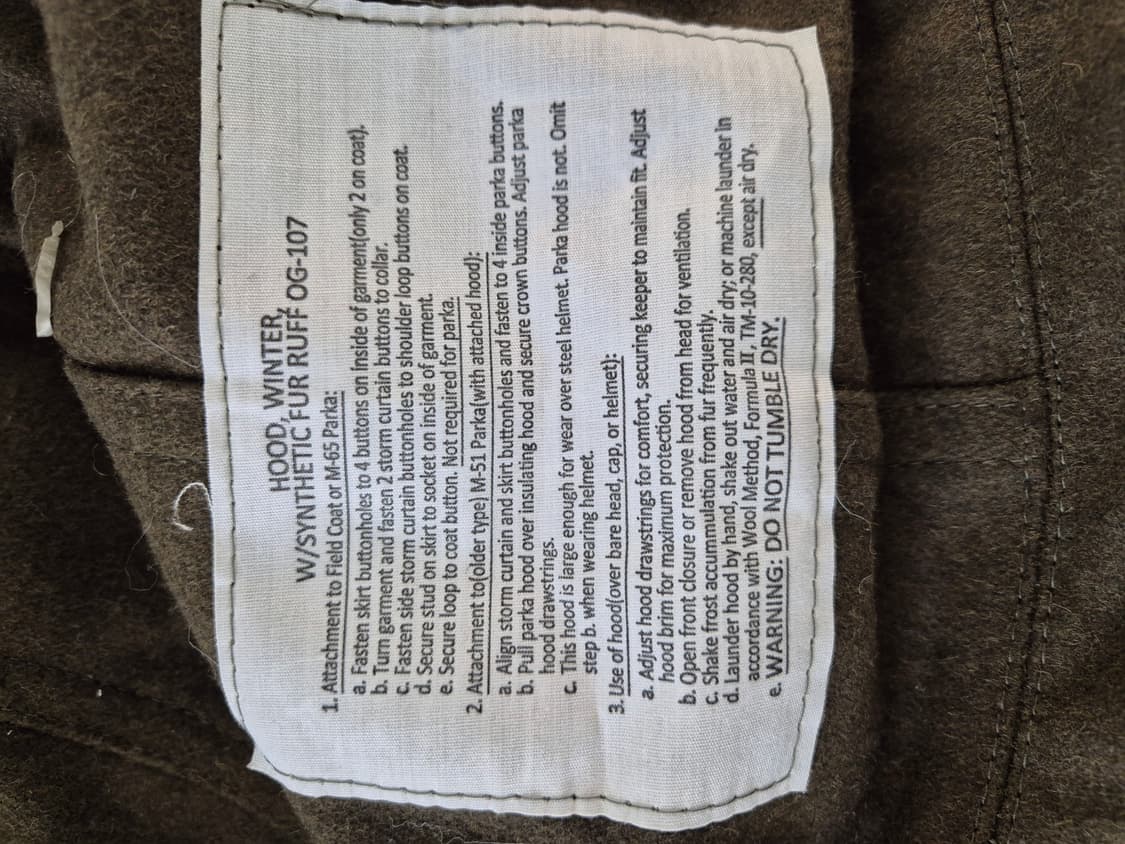 HOOD, WINTER,
W/SYNTHETIC FUR RUFF OG-107
1. Attachment to Field Coat or M-65 Parka:
a. Fasten skirt buttonholes to 4 buttons on inside of garment(only 2 on coat).
b. Turn garment and fasten 2 storm curtain buttons to collar.
c. Fasten side storm curtain buttonholes to shoulder loop buttons on coat.
d. Secure stud on skirt to socket on inside of garment.
e. Secure loop to coat button. Not required for parka.
2. Attachment to(older type) M-51 Parka(with attached hood):
a. Align storm curtain and skirt buttonholes and fasten to 4 inside parka buttons.
b. Pull parka hood over insulating hood and secure crown buttons. Adjust parka
hood drawstrings.
c. This hood is large enough for wear over steel helmet. Parka hood is not. Omit
step b. when wearing helmet.
3. Use of hood(over bare head, cap, or helmet):
a. Adjust hood drawstrings for comfort, securing keeper to maintain fit. Adjust
hood brim for maximum protection.
b. Open front closure or remove hood from head for ventilation.
c. Shake frost accummulation from fur frequently.
d. Launder hood by hand, shake out water and air dry; or machine launder in
accordance with Wool Method, Formula II, TM-10-280, except air dry.
e. WARNING: DO NOT TUMBLE DRY.